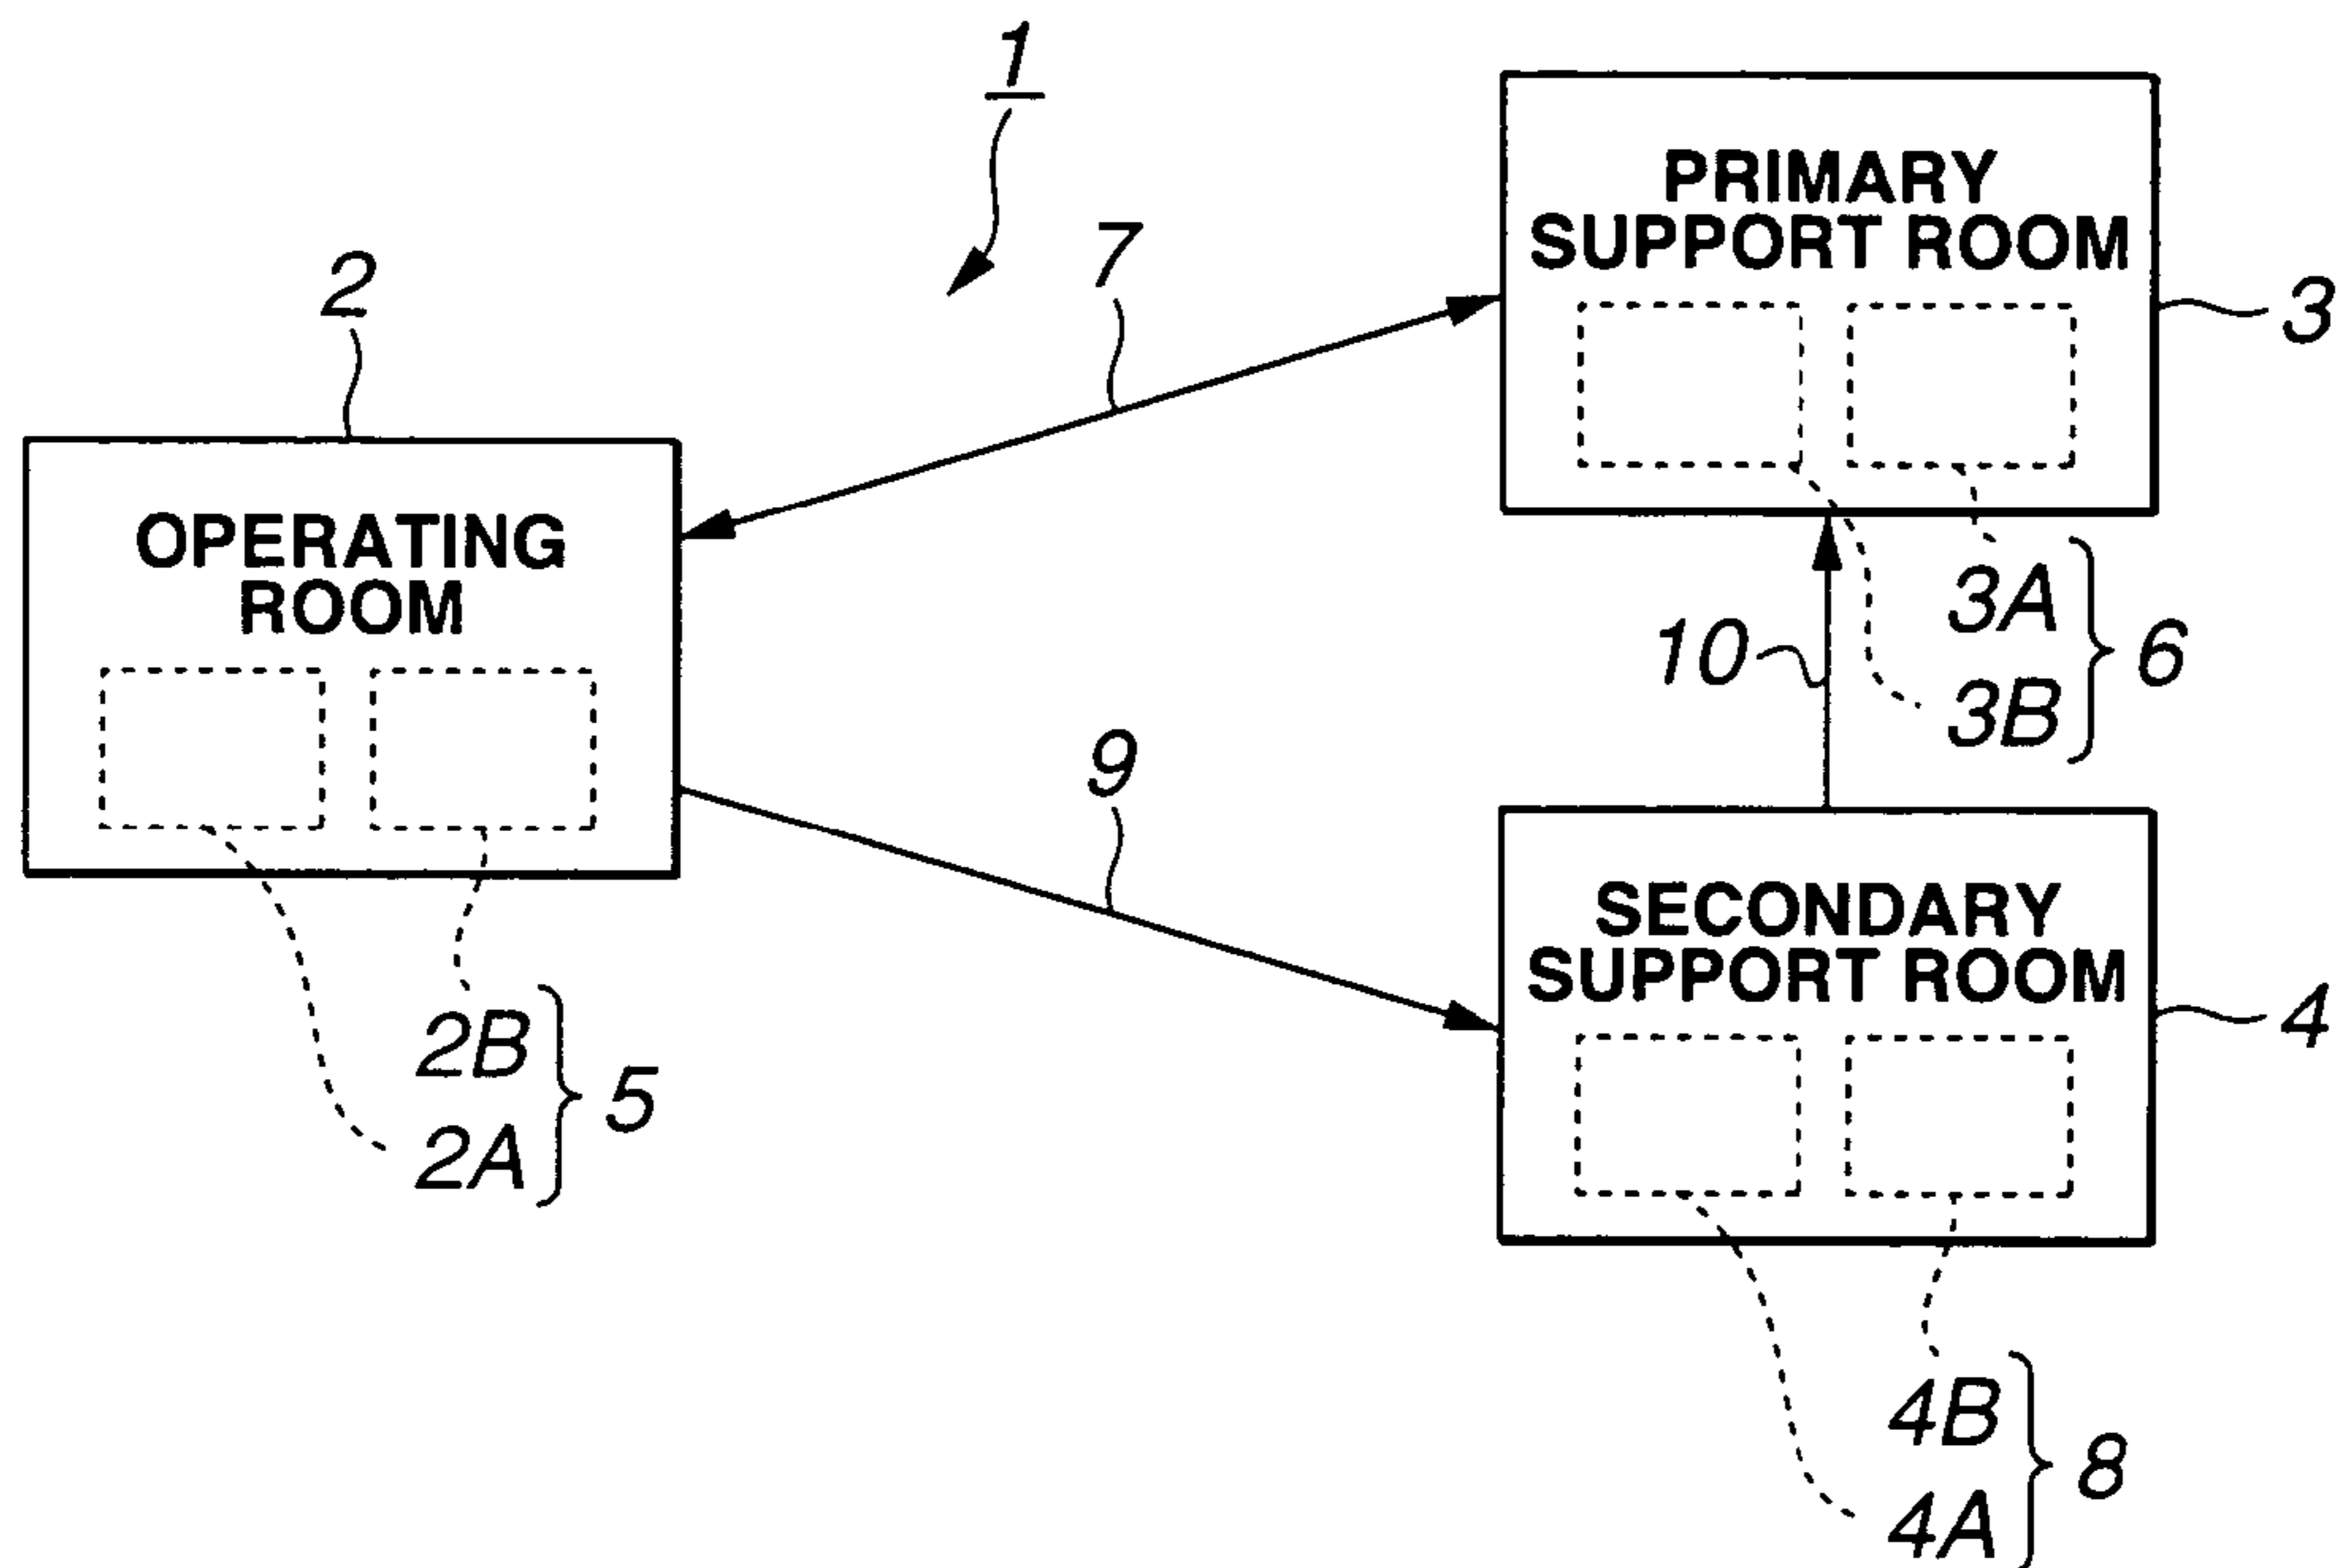 1
7
2
PRIMARY
SUPPORT ROOM
3
OPERATING
ROOM
10
3A
3B
6
9
SECONDARY
SUPPORT ROOM
4
2B
2A
5
4B
4A
8